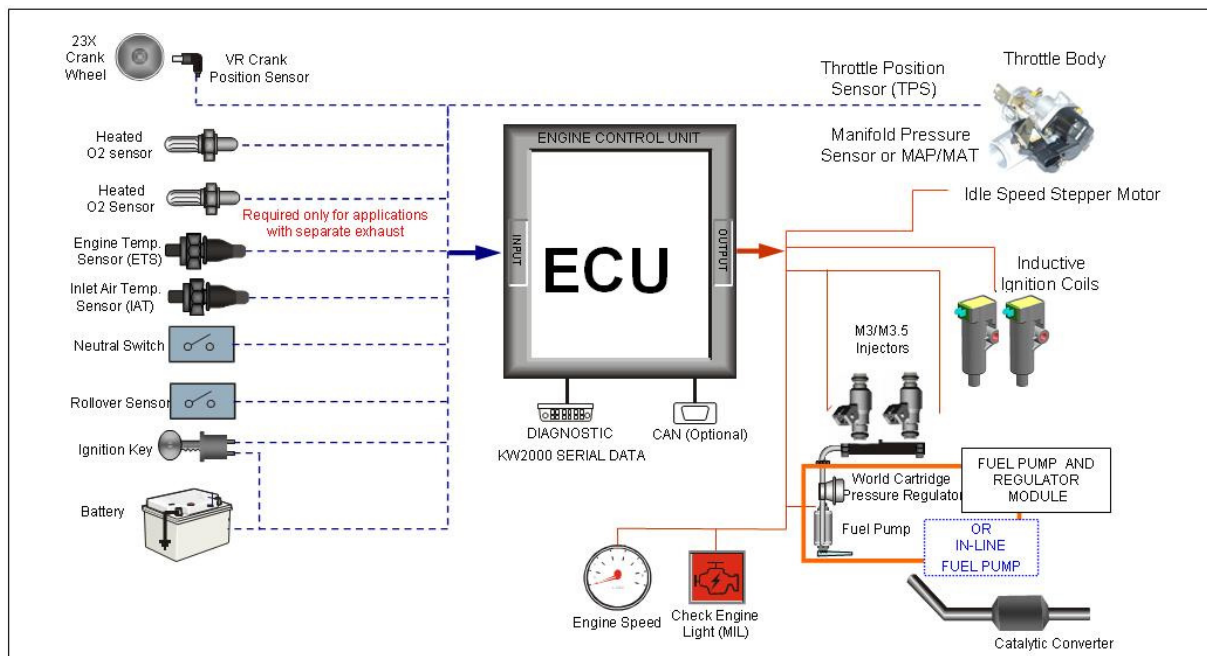 23X
Crank
Wheel
VR Crank
Position Sensor
Throttle Position
Sensor (TPS)
Throttle Body
Heated
O2 sensor
Manifold Pressure
Sensor or MAP/MAT
Heated
O2 Sensor
Required only for applications
with separate exhaust
Idle Speed Stepper Motor
Engine Temp.
Sensor (ETS)
Inlet Air Temp.
Sensor (IAT)
Neutral Switch
Rollover Sensor
Ignition Key
Battery
ENGINE CONTROL UNIT
INPUT
ECU
OUTPUT
DIAGNOSTIC
KW2000 SERIAL DATA
CAN (Optional)
Inductive
Ignition Coils
M3/M3.5
Injectors
World Cartridge
Pressure Regulator
Fuel Pump
FUEL PUMP AND
REGULATOR
MODULE
OR
IN-LINE
FUEL PUMP
Engine Speed
Check Engine
Light (MIL)
Catalytic Converter